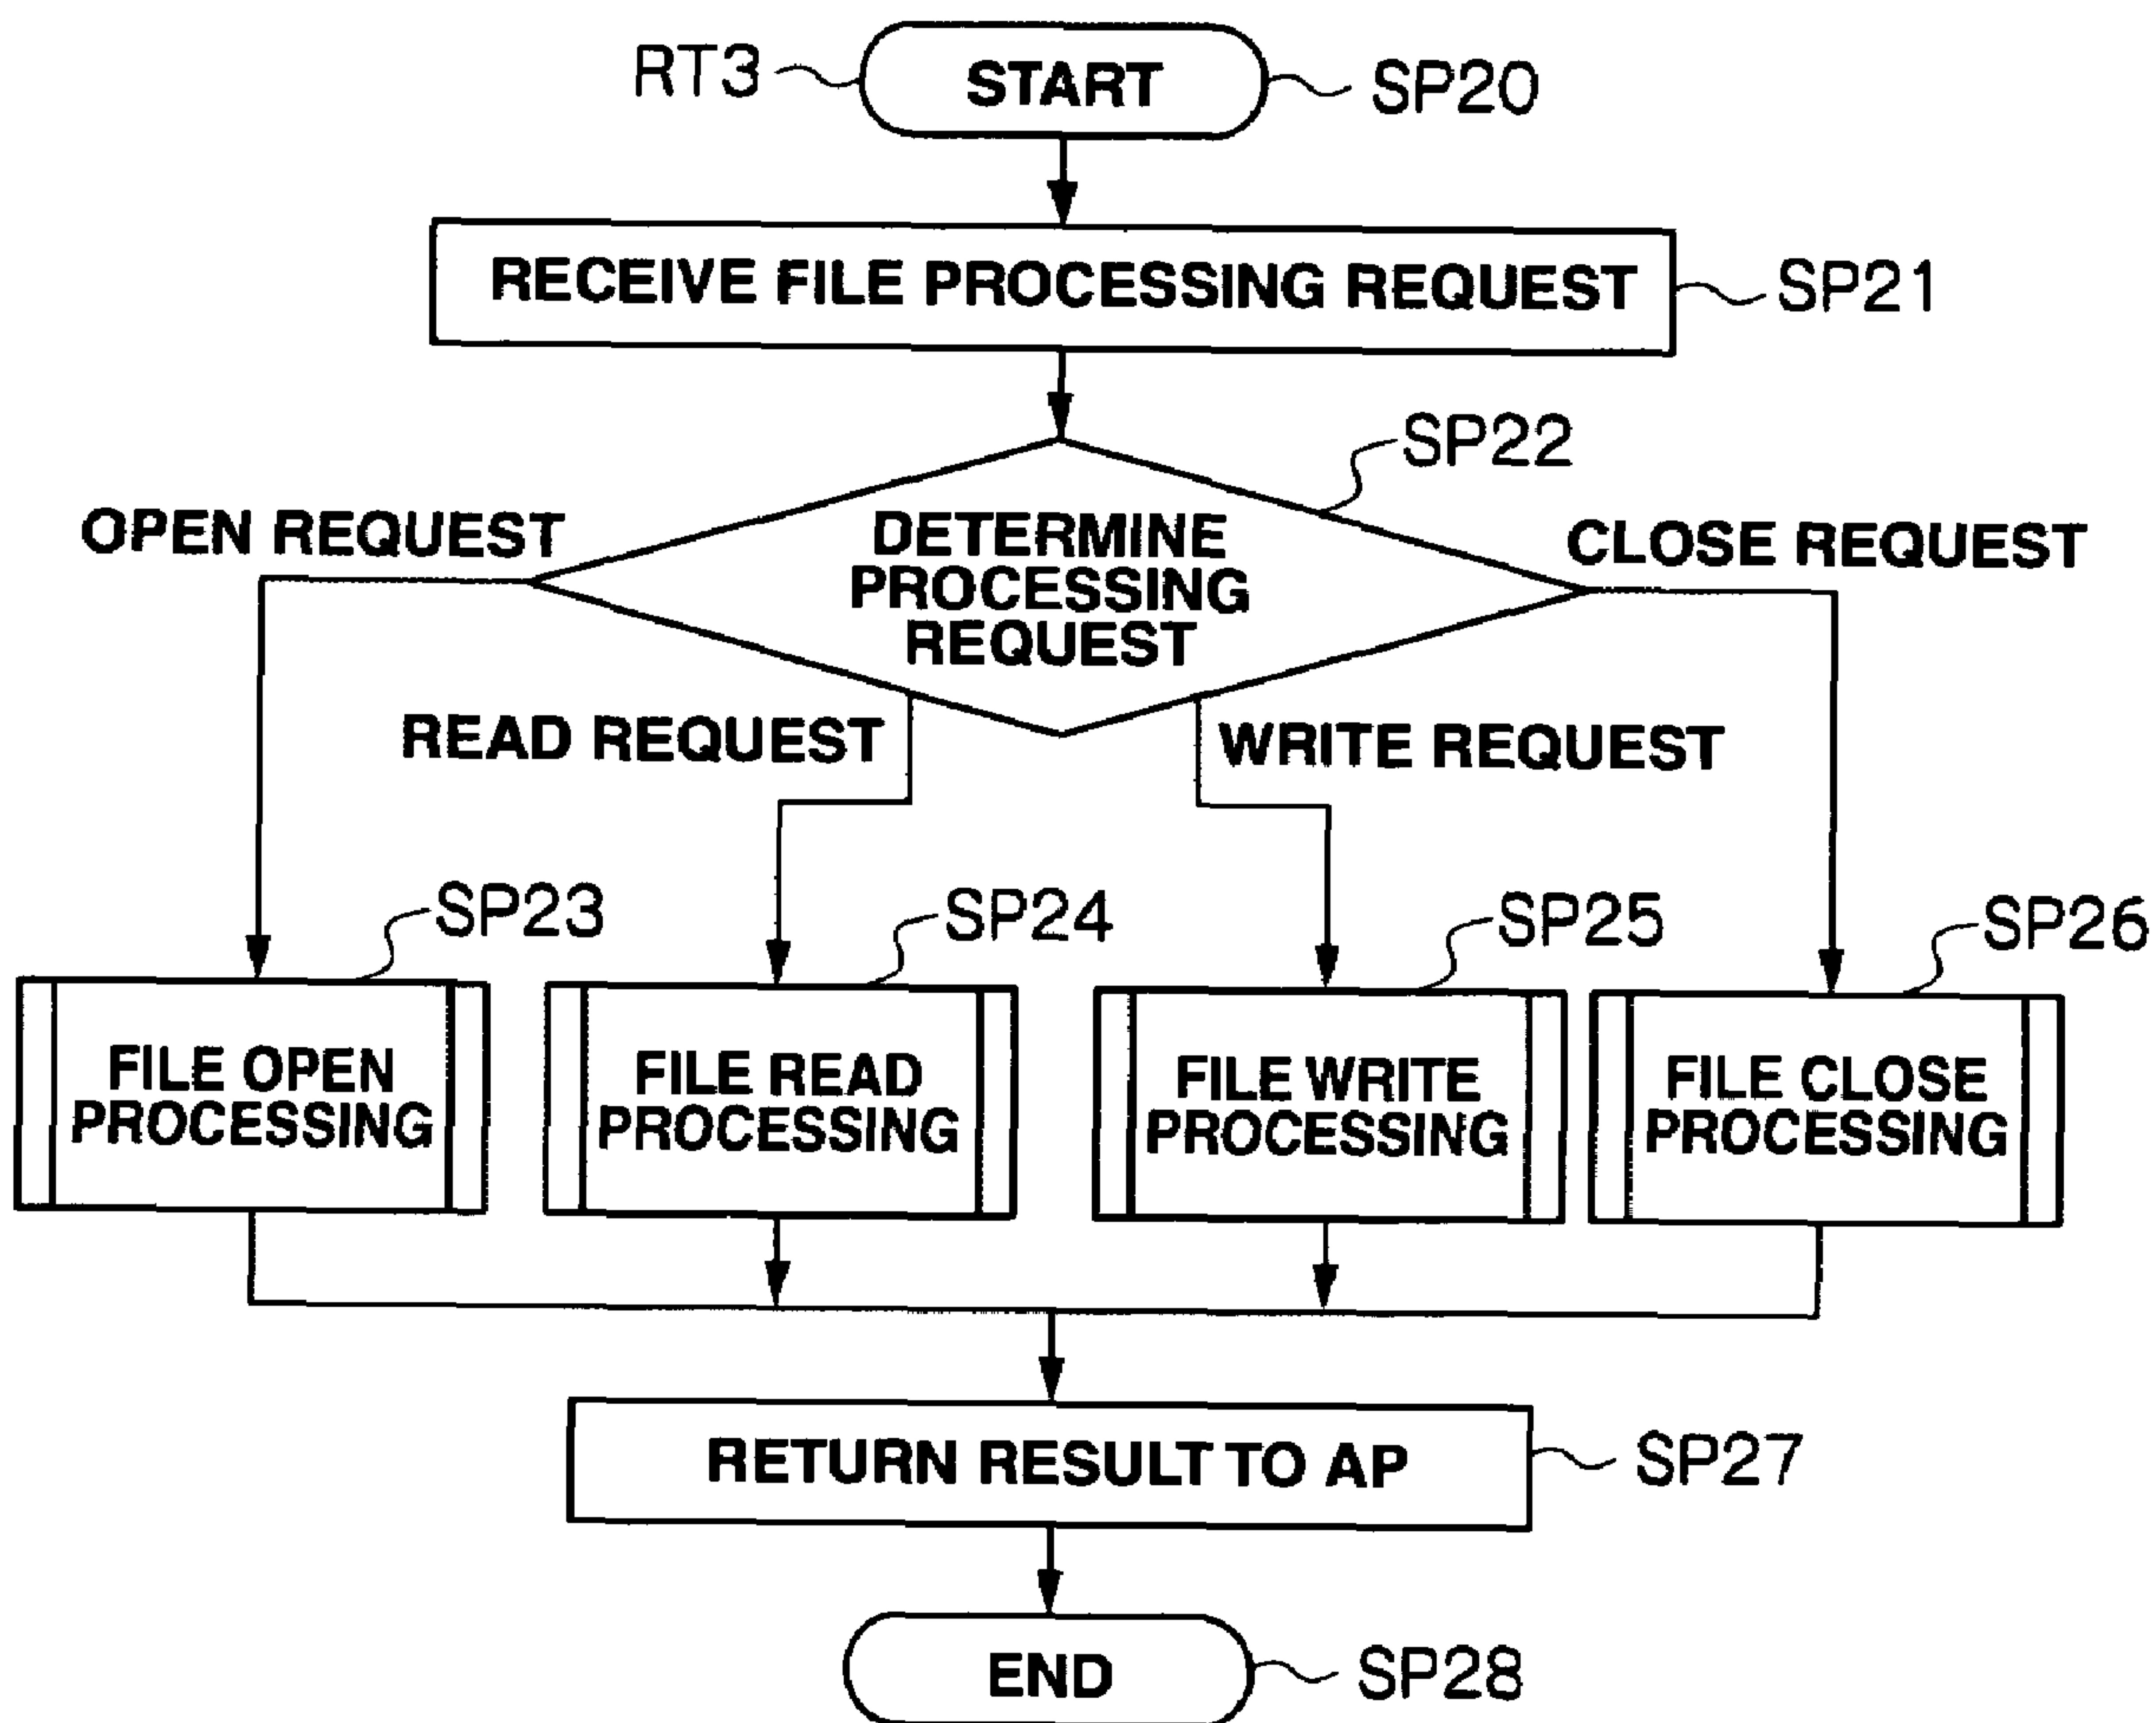 RT3
START
SP20
RECEIVE FILE PROCESSING REQUEST
SP21
SP22
OPEN REQUEST
DETERMINE
PROCESSING
REQUEST
CLOSE REQUEST
READ REQUEST
WRITE REQUEST
SP23
SP24
SP25
SP26
FILE OPEN
PROCESSING
FILE READ
PROCESSING
FILE WRITE
PROCESSING
FILE CLOSE
PROCESSING
RETURN RESULT TO AP
SP27
END
SP28